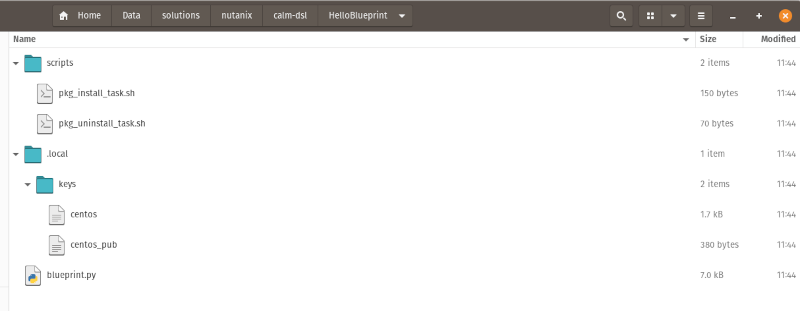 Home Data solutions nutanix calm-dsl HelloBlueprint
Name Size Modified
scripts 2 items 11:44
pkg_install_task.sh 150 bytes 11:44
pkg_uninstall_task.sh 70 bytes 11:44
.local 1 item 11:44
keys 2 items 11:44
centos 1.7 kB 11:44
centos_pub 380 bytes 11:44
blueprint.py 7.0 kB 11:44